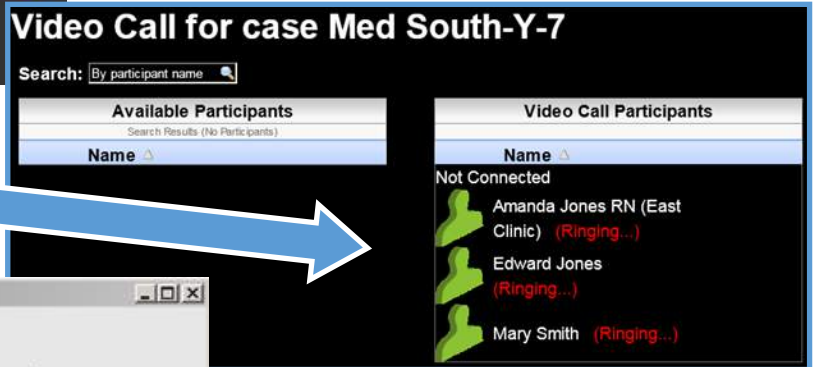 Video Call for case Med South-Y-7
Search: By participant name
Available Participants
Search Results (No Participants)
Name
Video Call Participants
Name
Not Connected
Amanda Jones RN (East
Clinic) (Ringing...)
Edward Jones
(Ringing...)
Mary Smith (Ringing...)